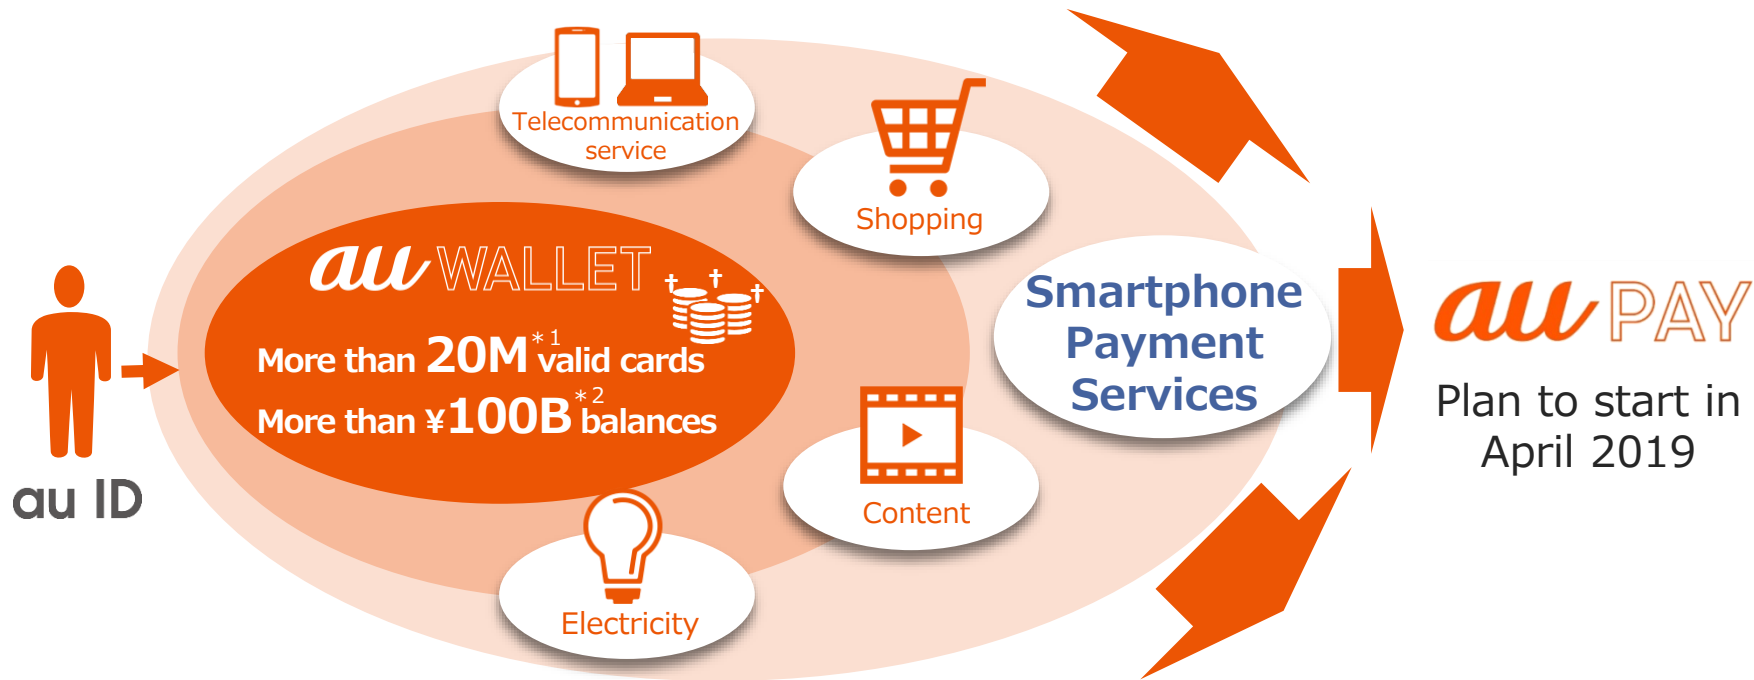 Telecommunication
service
Shopping
au WALLET
More than 20M*1 valid cards
More than ¥100B*2 balances
Smartphone
Payment
Services
au PAY
Plan to start in
April 2019
au ID
Content
Electricity